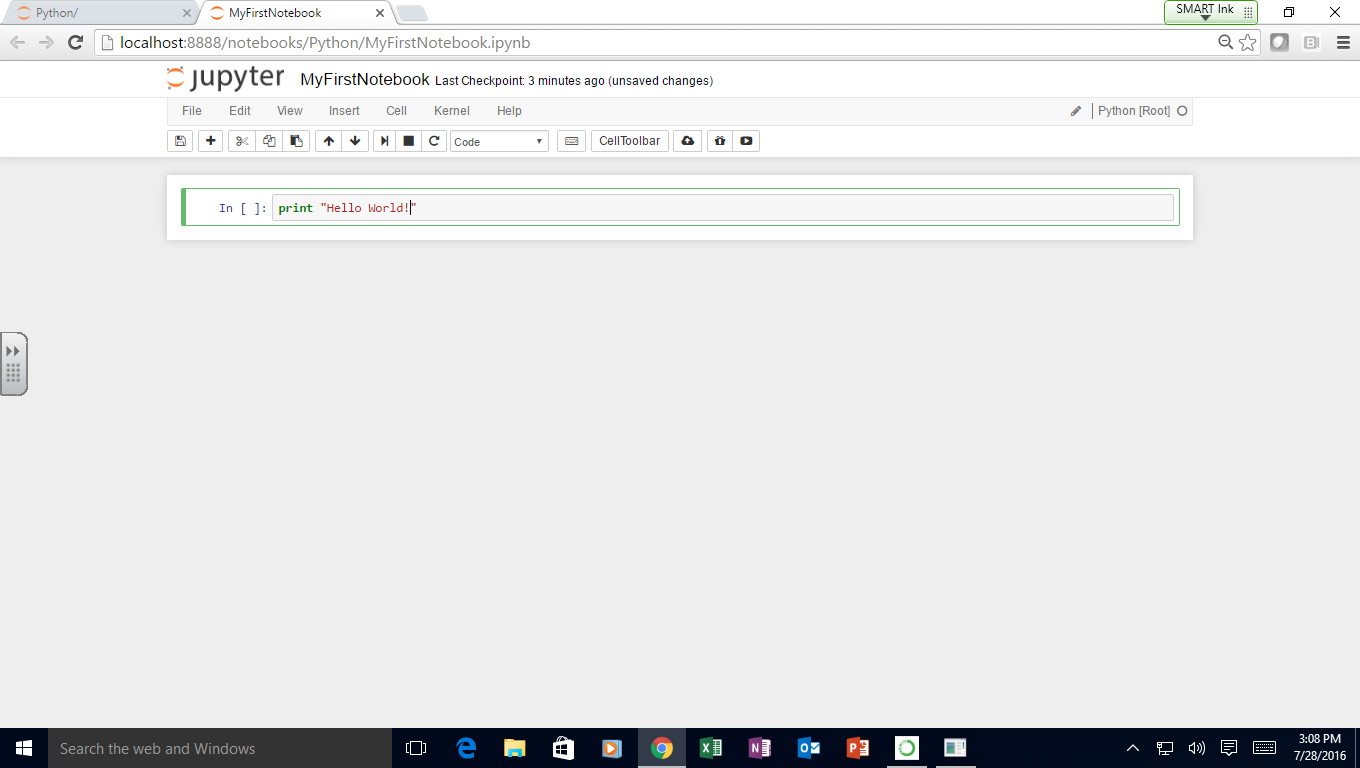 Python/
MyFirstNotebook
SMART Ink
localhost:8888/notebooks/Python/MyFirstNotebook.ipynb
jupyter MyFirstNotebook Last Checkpoint: 3 minutes ago (unsaved changes)
File Edit View Insert Cell Kernel Help Python [Root]
Code CellToolbar
In [ ]: print "Hello World!"
Search the web and Windows
3:08 PM
7/28/2016